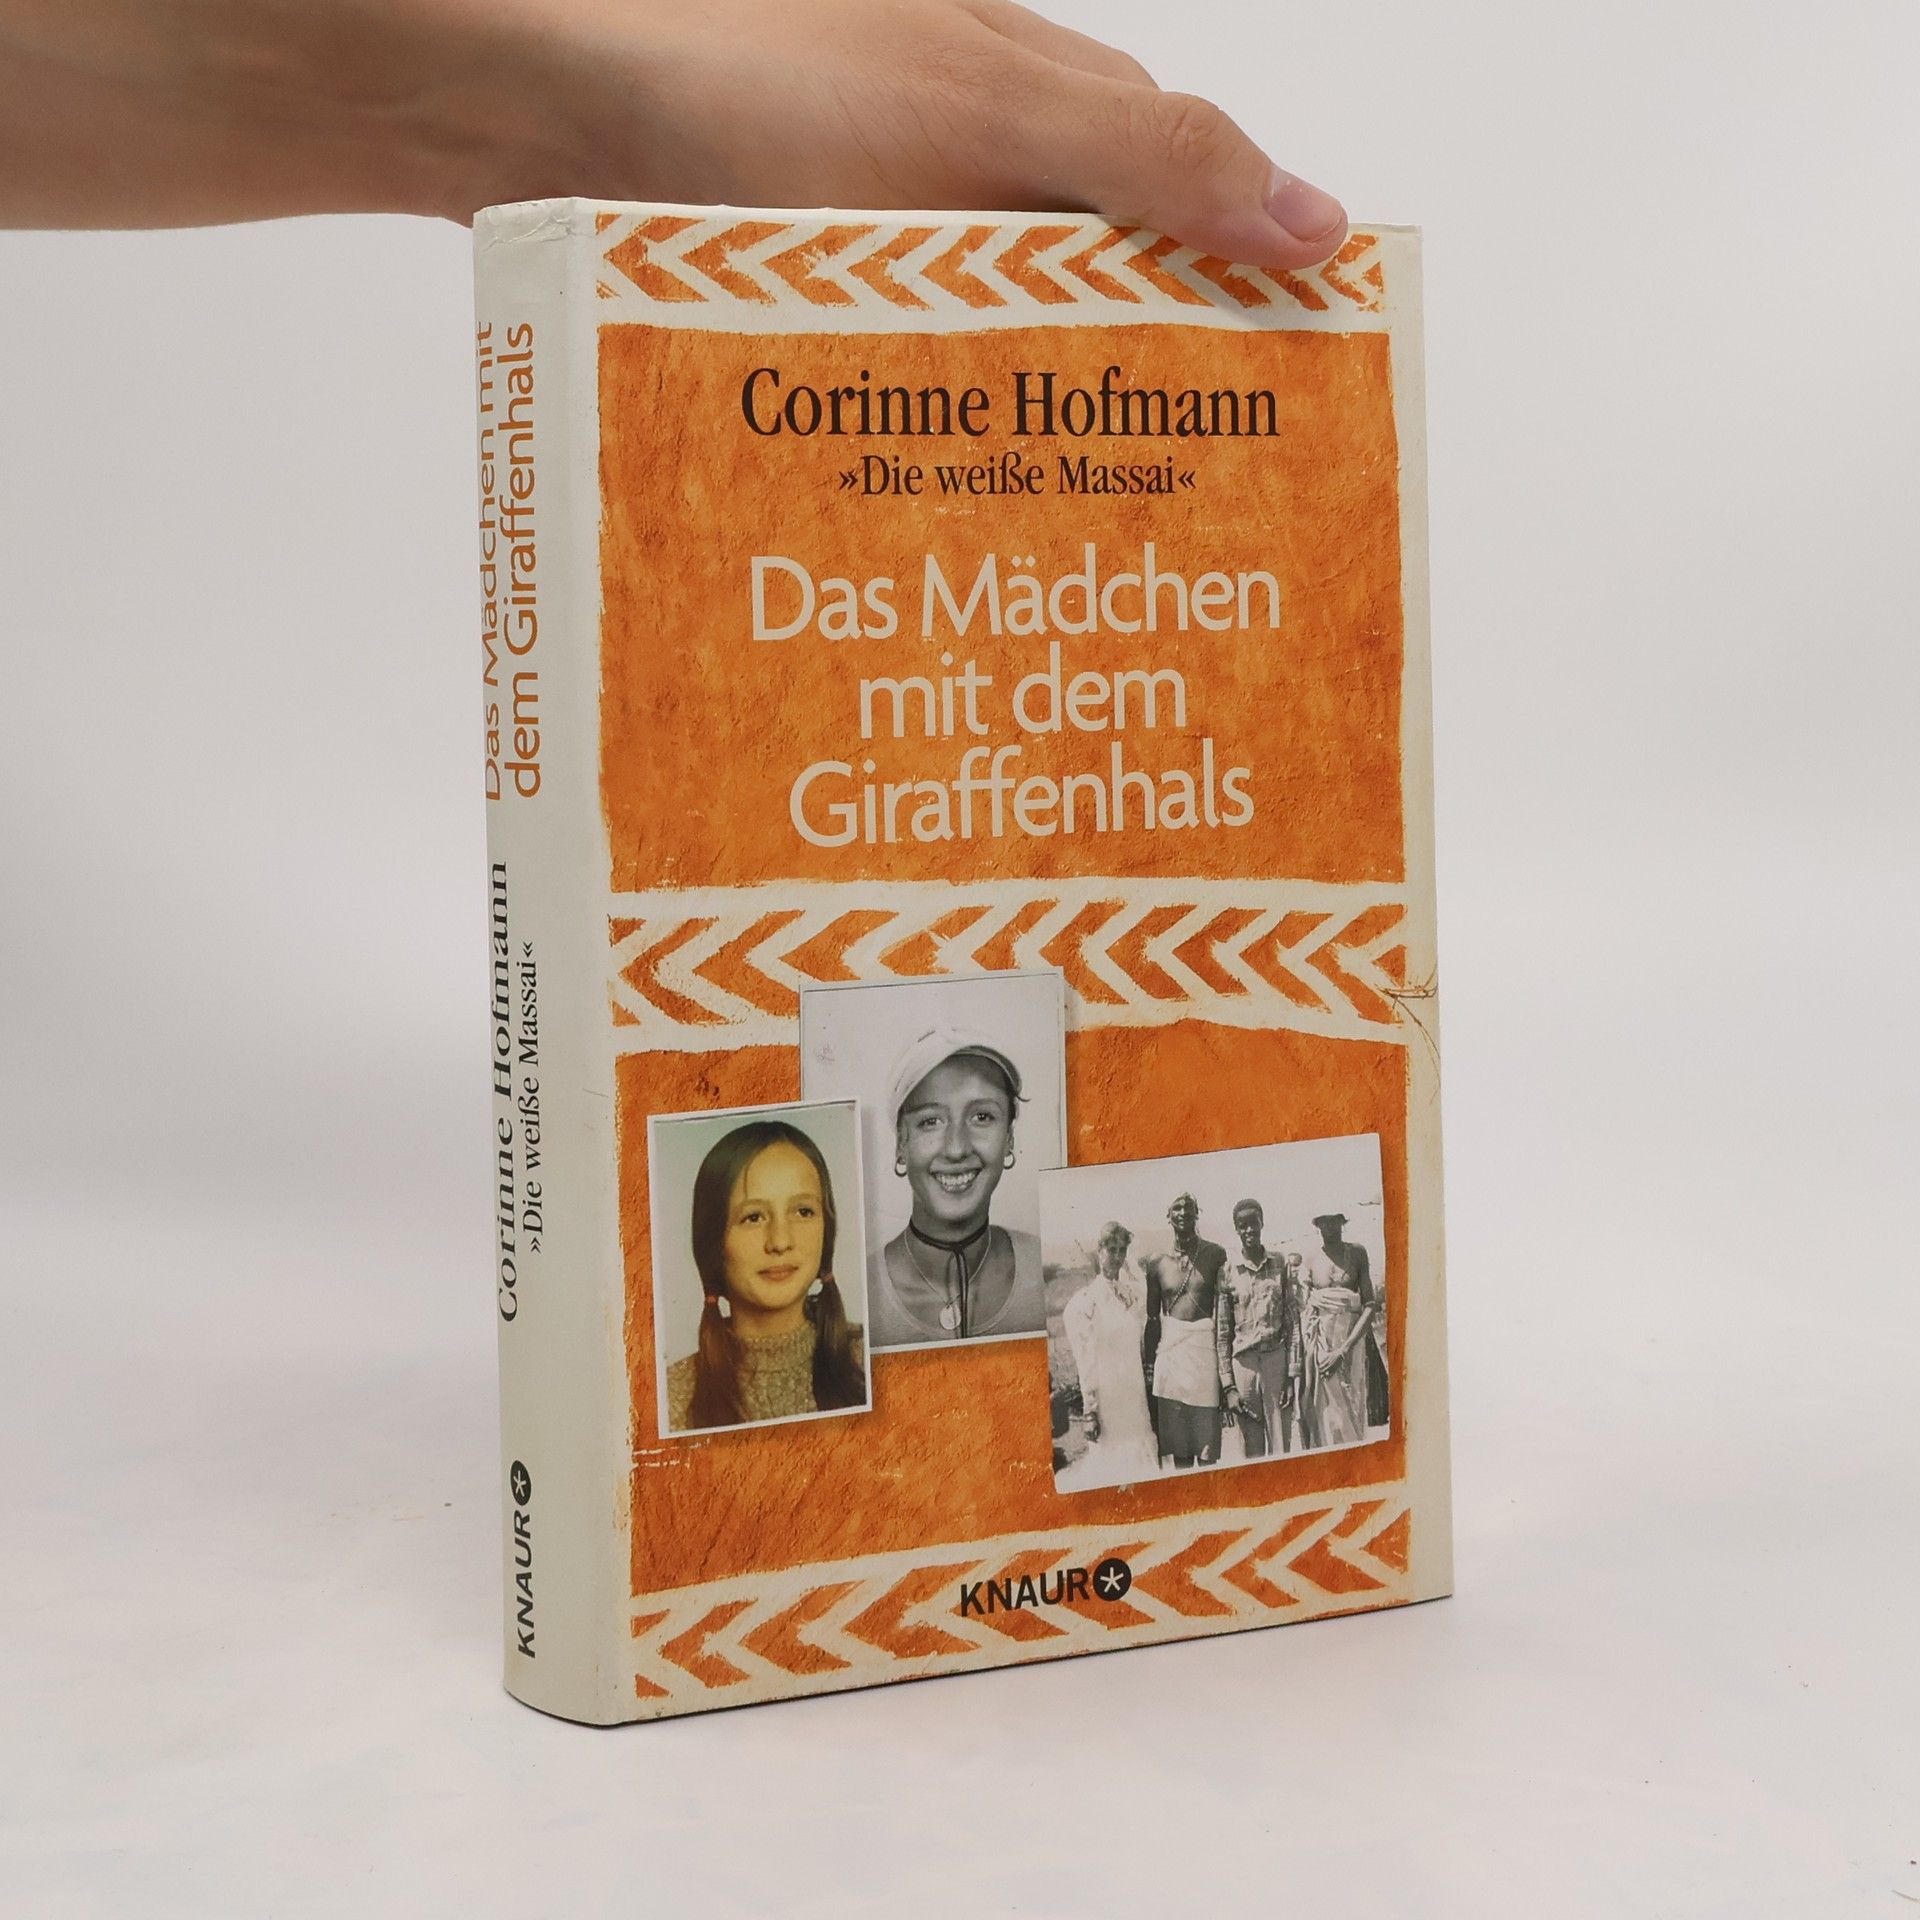 Corinne Hofmann
»Die weiße Massai«
Das Mädchen
mit dem
Giraffenhals
KNAUR
Das Mädchen mit
dem Giraffenhals
Corinne Hofmann
»Die weiße Massai«
KNAUR